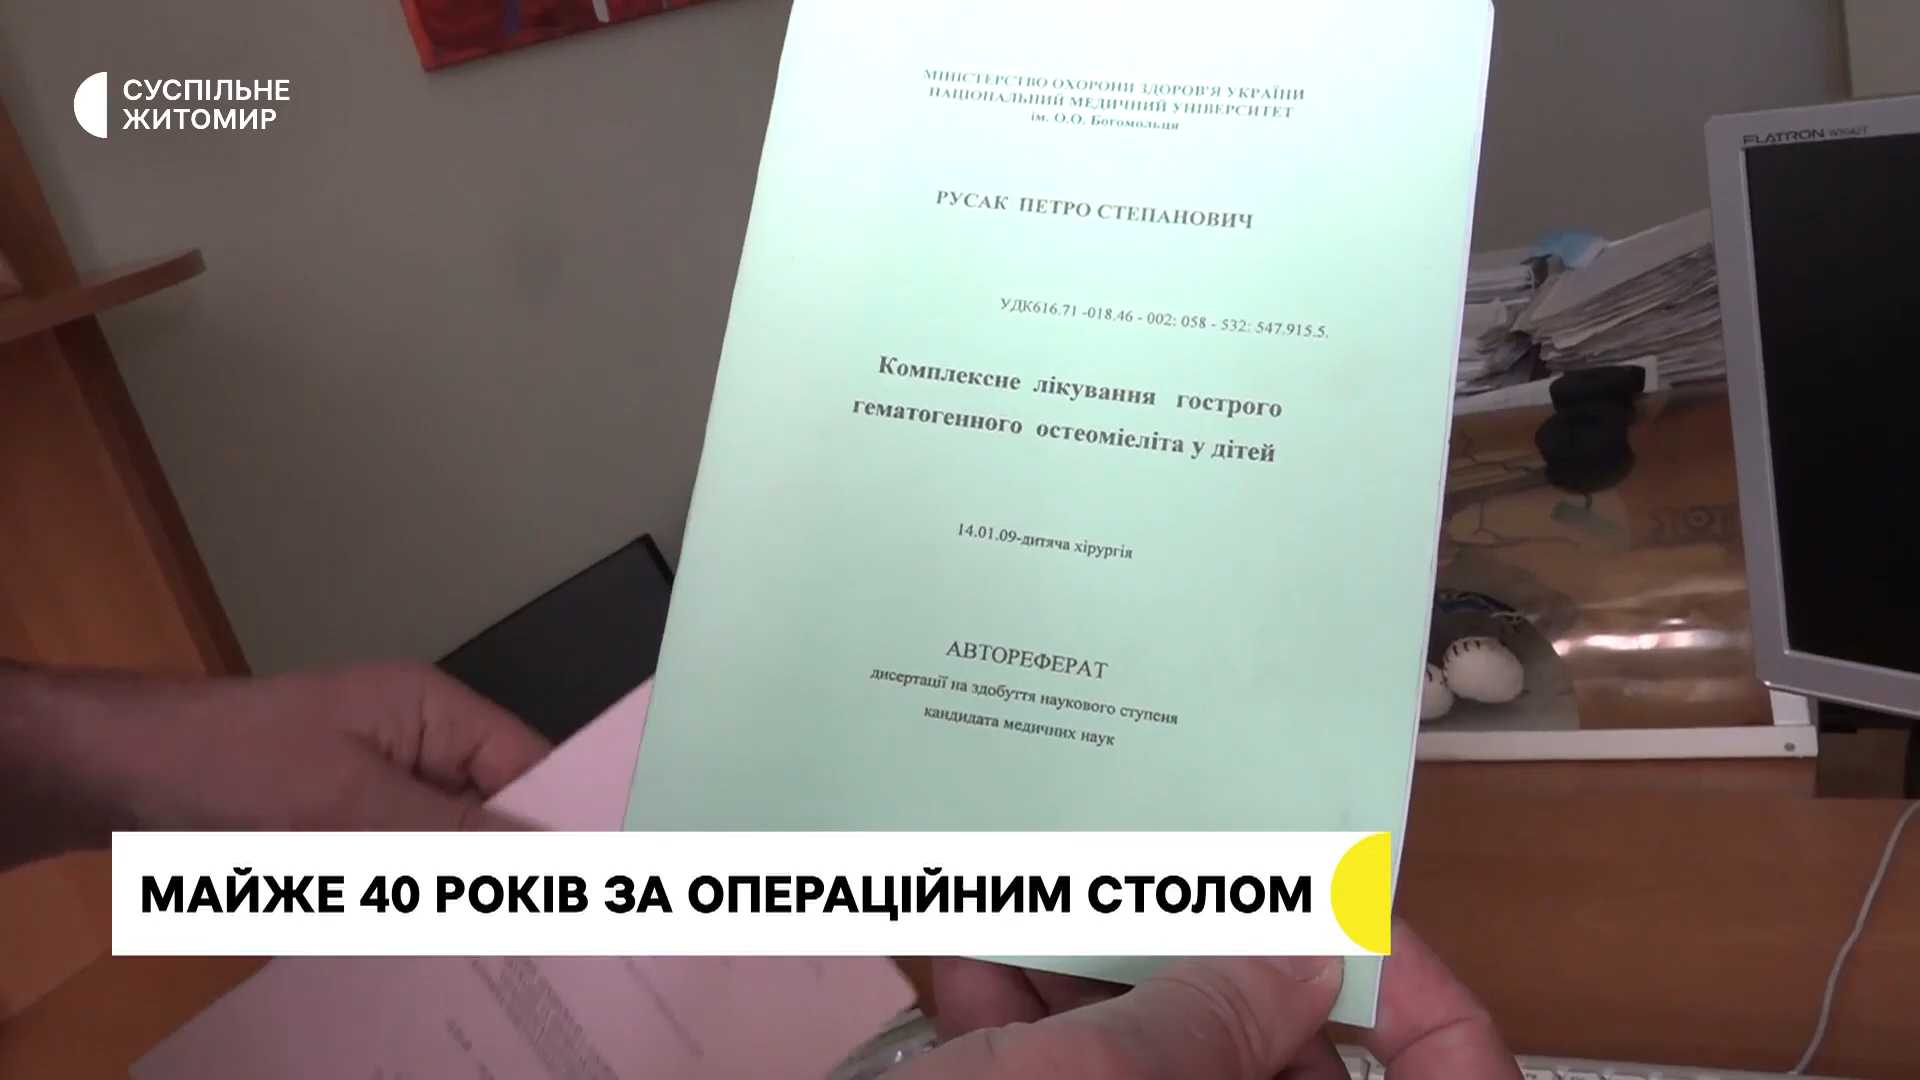 СУСПІЛЬНЕ
ЖИТОМИР
МІНІСТЕРСТВО ОХОРОНИ ЗДОРОВ'Я УКРАЇНИ
НАЦІОНАЛЬНИЙ МЕДИЧНИЙ УНІВЕРСИТЕТ
ім. О.О. Богомольця
FLATRON
РУСАК ПЕТРО СТЕПАНОВИЧ
УДК616.71 -018.46 - 002: 058 - 532: 547.915.5.
Комплексне лікування гострого
гематогенного остеомієліта у дітей
14.01.09-дитяча хірургія
АВТОРЕФЕРАТ
дисертації на здобуття наукового ступеня
кандидата медичних наук
МАЙЖЕ 40 РОКІВ ЗА ОПЕРАЦІЙНИМ СТОЛОМ